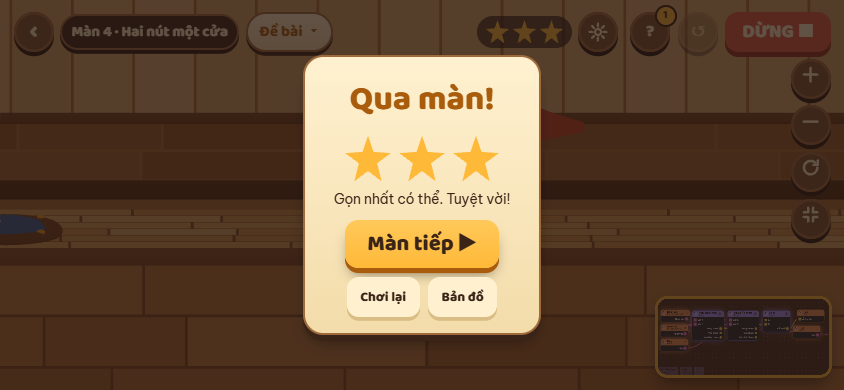 Màn 4 · Hai nút một cửa
Đề bài
?
1
DỪNG
Qua màn!
Gọn nhất có thể. Tuyệt vời!
Màn tiếp
Chơi lại
Bản đồ